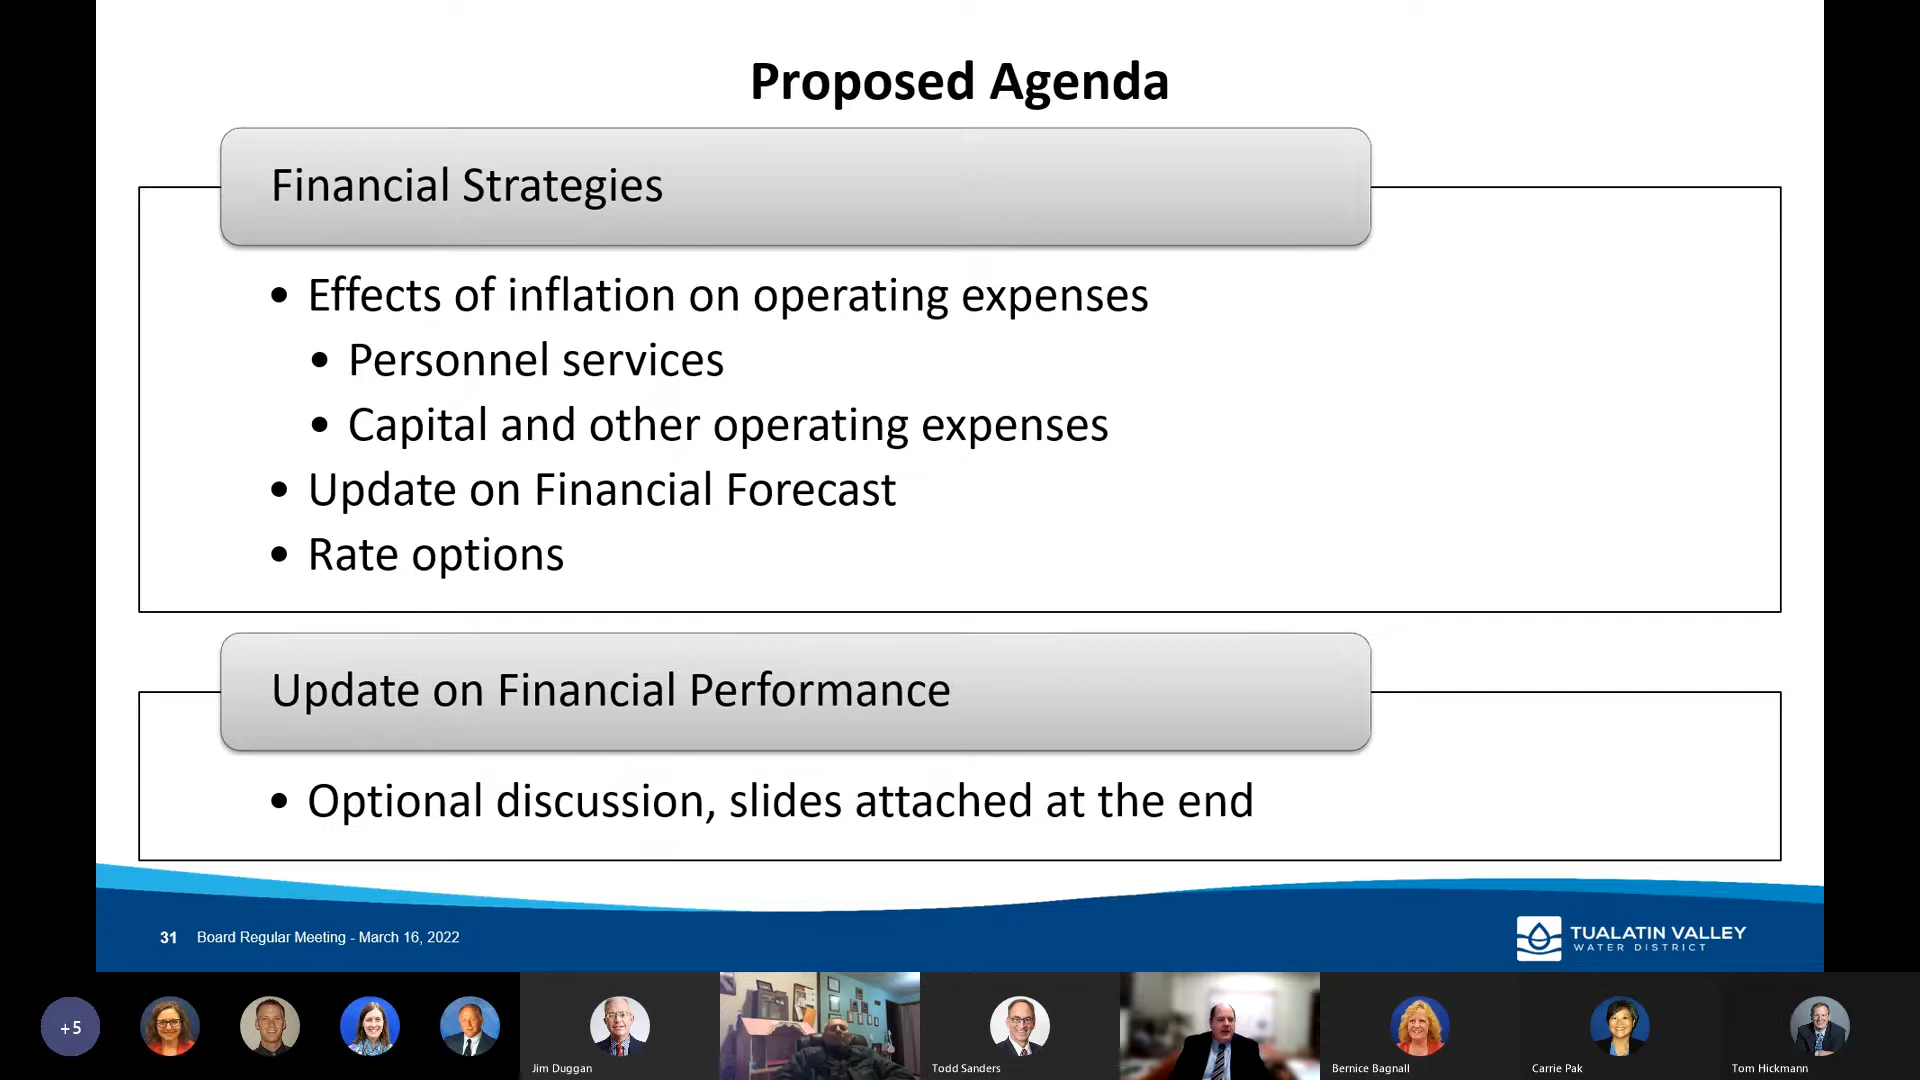 Proposed Agenda
Financial Strategies
• Effects of inflation on operating expenses
• Personnel services
• Capital and other operating expenses
• Update on Financial Forecast
• Rate options
Update on Financial Performance
• Optional discussion, slides attached at the end
31 Board Regular Meeting - March 16, 2022
TUALATIN VALLEY
WATER DISTRICT
+5
Jim Duggan
Todd Sanders
Bernice Bagnall
Carrie Pak
Tom Hickmann